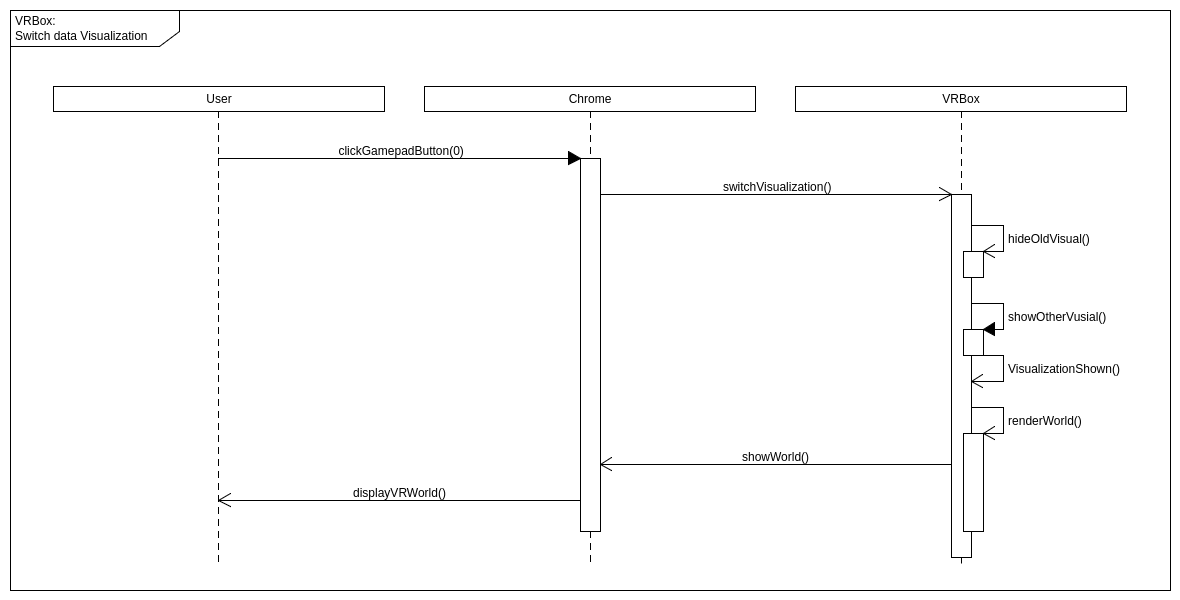 VRBox:
Switch data Visualization
User
Chrome
VRBox
clickGamepadButton(0)
switchVisualization()
hideOldVisual()
showOtherVusial()
VisualizationShown()
renderWorld()
showWorld()
displayVRWorld()